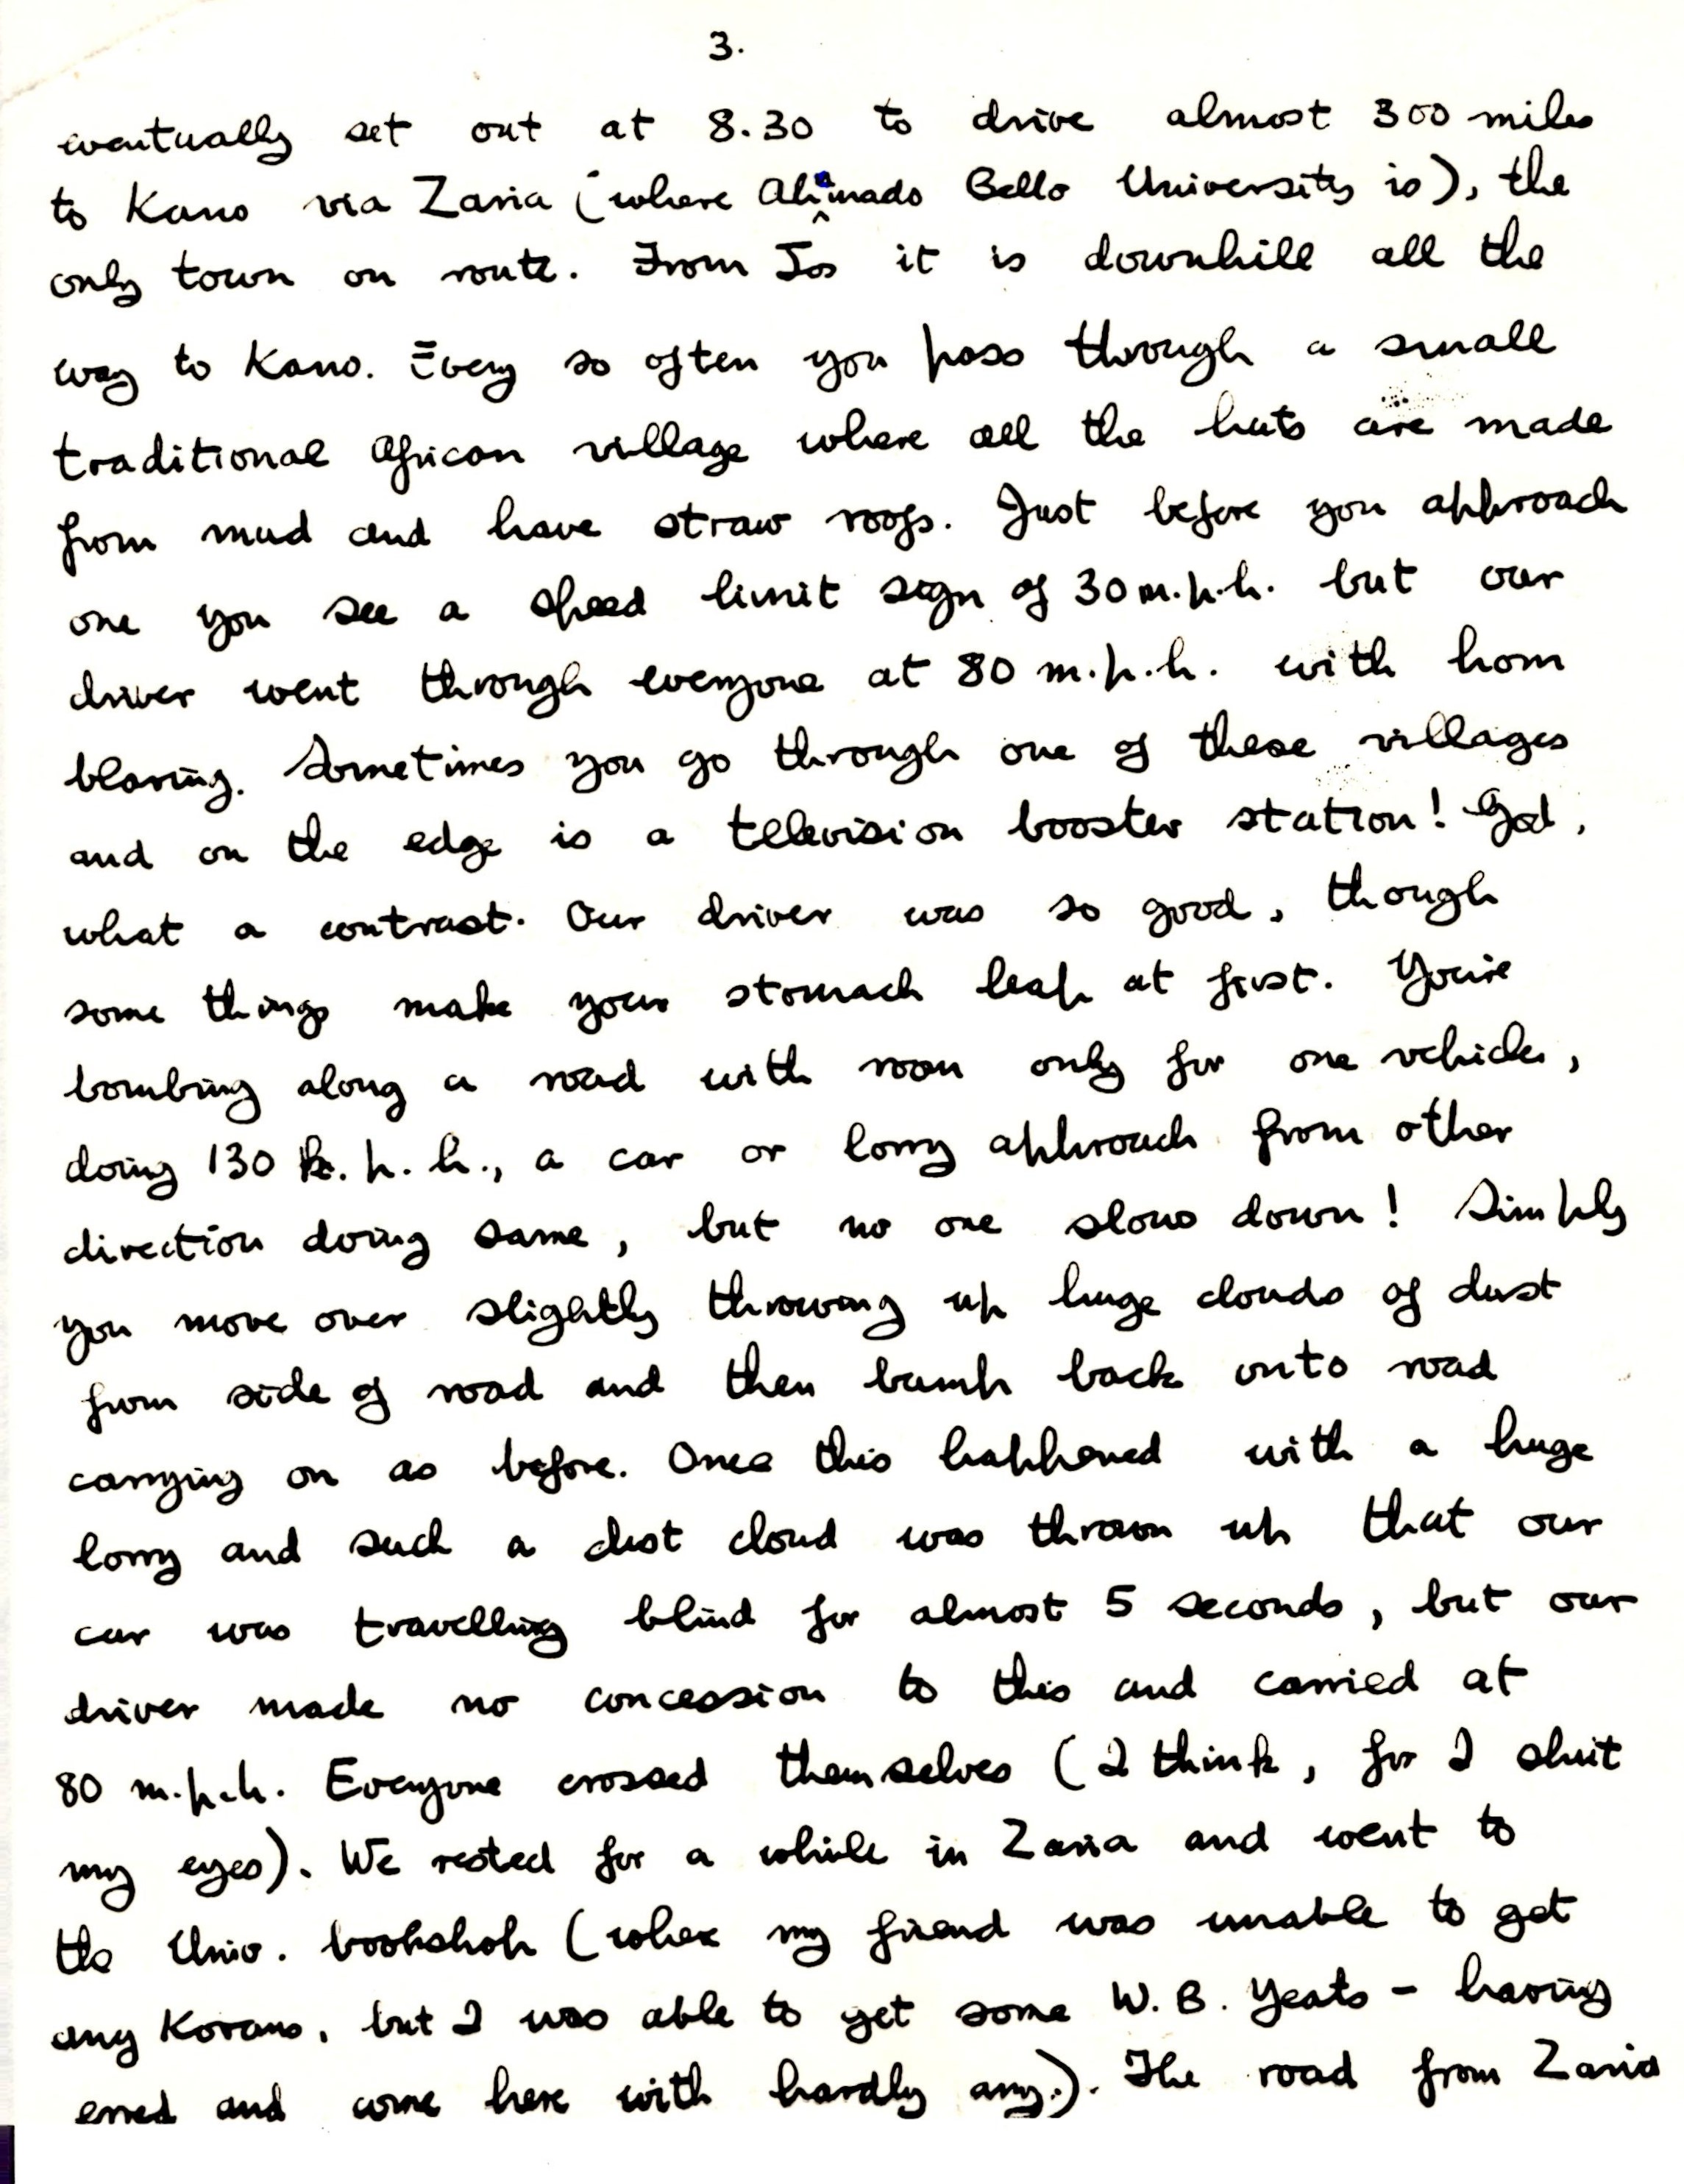 3.
eventually set out at 8.30 to drive almost 300 miles
to Kano via Zaria (where Ahamado Bello University is), the
only town on route. From Jos it is downhill all the
way to Kano. Every so often you pass through a small
traditional African village where all the huts are made
from mud and have straw roofs. Just before you approach
one you see a speed limit sign of 30 m.p.h. but our
driver went through everyone at 80 m.p.h. with horn
blaring. Sometimes you go through one of these villages
and on the edge is a television booster station! God,
what a contrast. Our driver was so good, though
some things make your stomach leap at first. You're
bombing along a road with room only for one vehicle,
doing 130 k.p.h., a car or lorry approach from other
direction doing same, but no one slows down! Simply
you move over slightly throwing up huge clouds of dust
from side of road and then bump back onto road
carrying on as before. Once this happened with a huge
lorry and such a dust cloud was thrown up that our
car was travelling blind for almost 5 seconds, but our
driver made no concession to this and carried at
80 m.p.h. Everyone crossed themselves (I think, for I shut
my eyes). We rested for a while in Zaria and went to
the Univ. bookshop (where my friend was unable to get
any Korans, but I was able to get some W.B. Yeats - having
erred and come here with hardly any.). The road from Zaria